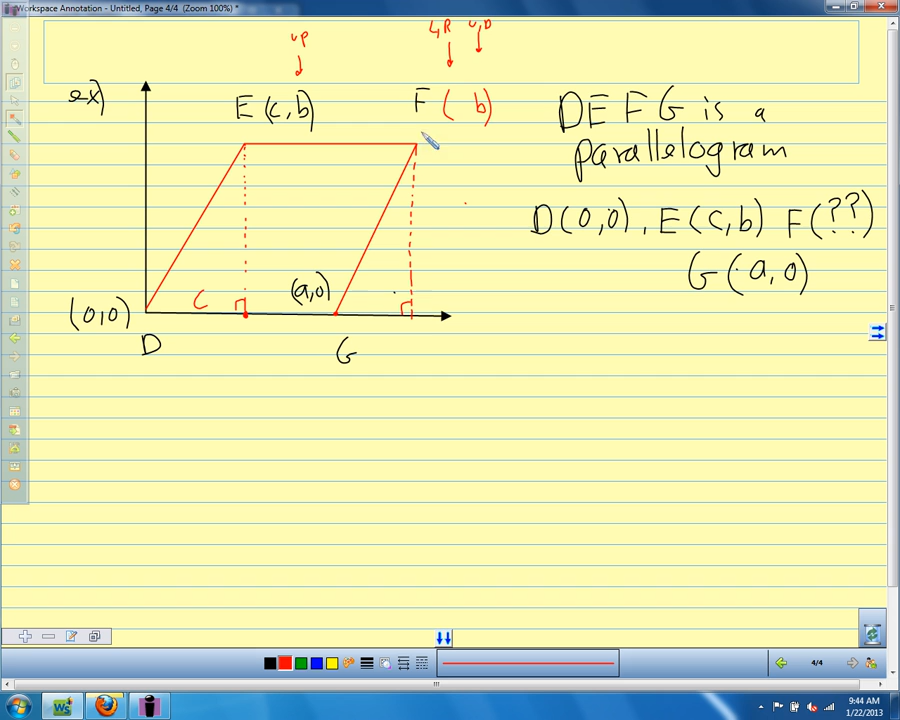 Workspace Annotation - Untitled, Page 4/4 (Zoom 100%) *
up
L,R
U,D
ex)
E (c, b)
F ( b)
DEFG is a
parallelogram
D(0,0), E(c,b) F(??)
G(a,0)
c
(a,0)
(0,0)
D
G
4/4
9:44 AM
1/22/2013